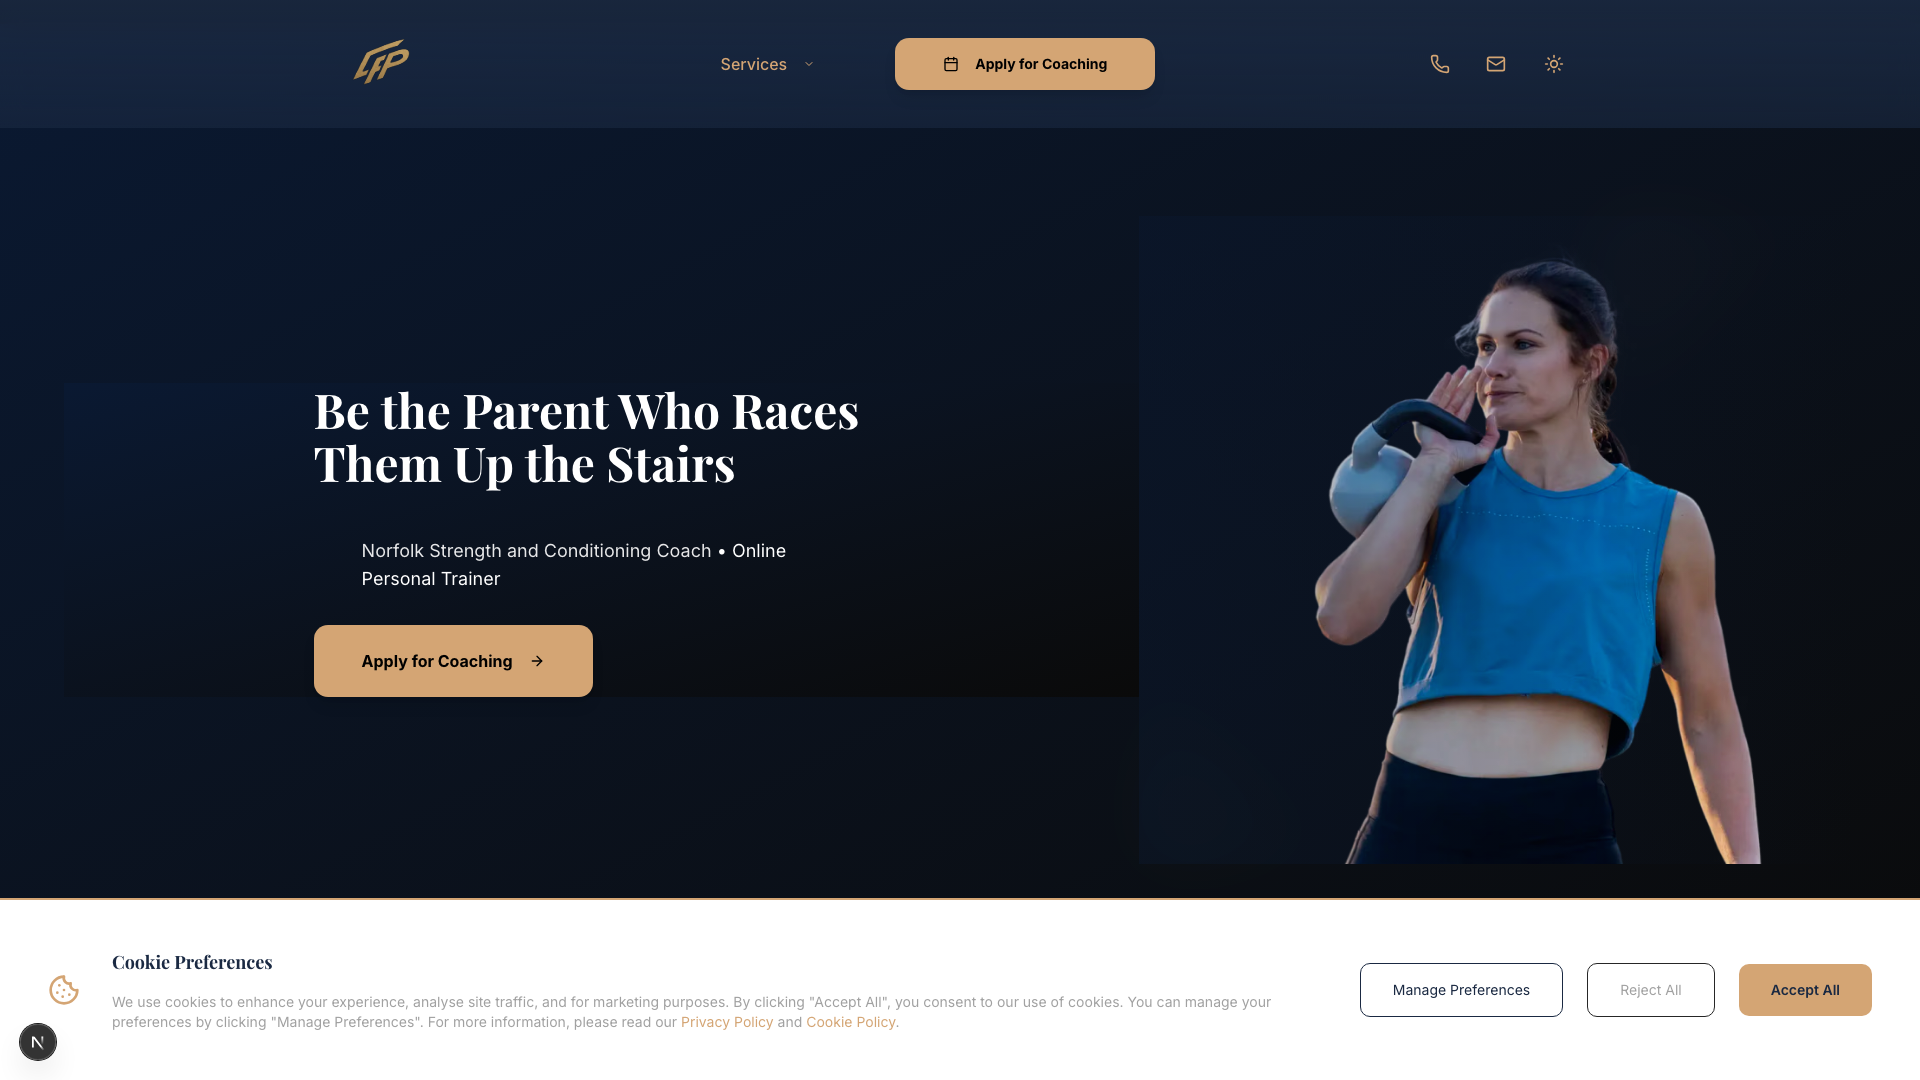 LFP
Services
Apply for Coaching
Be the Parent Who Races
Them Up the Stairs
Norfolk Strength and Conditioning Coach • Online
Personal Trainer
Apply for Coaching
Cookie Preferences
We use cookies to enhance your experience, analyse site traffic, and for marketing purposes. By clicking "Accept All", you consent to our use of cookies. You can manage your
preferences by clicking "Manage Preferences". For more information, please read our Privacy Policy and Cookie Policy.
Manage Preferences
Reject All
Accept All
N